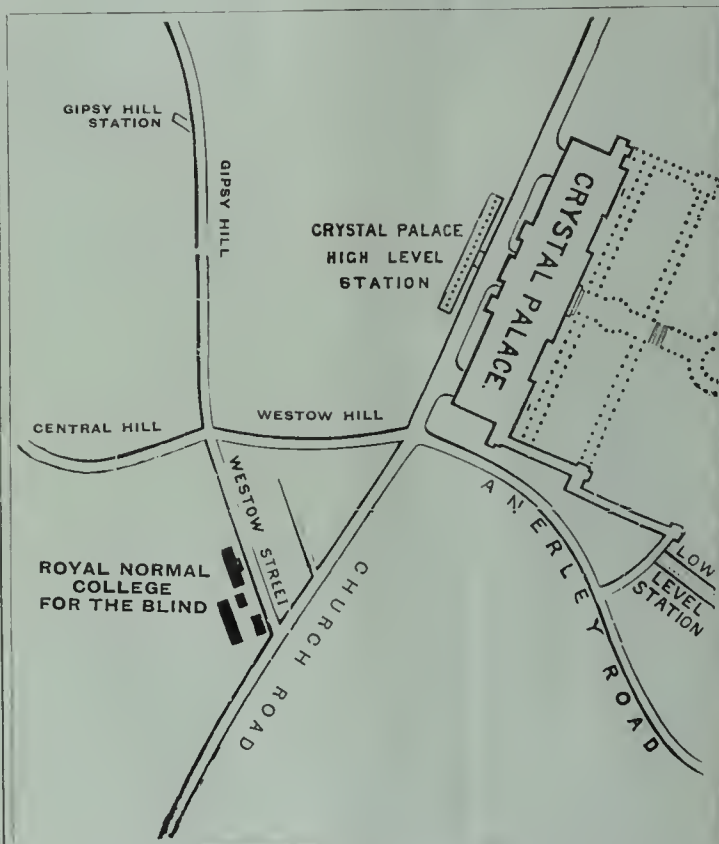 GIPSY HILL
STATION
GIPSY HILL
CRYSTAL PALACE
HIGH LEVEL
STATION
CRYSTAL PALACE.
CENTRAL HILL
WESTOW HILL
WESTOW STREET
ANERLEY ROAD
LOW
LEVEL
STATION
ROYAL NORMAL
COLLEGE
FOR THE BLIND
CHURCH ROAD